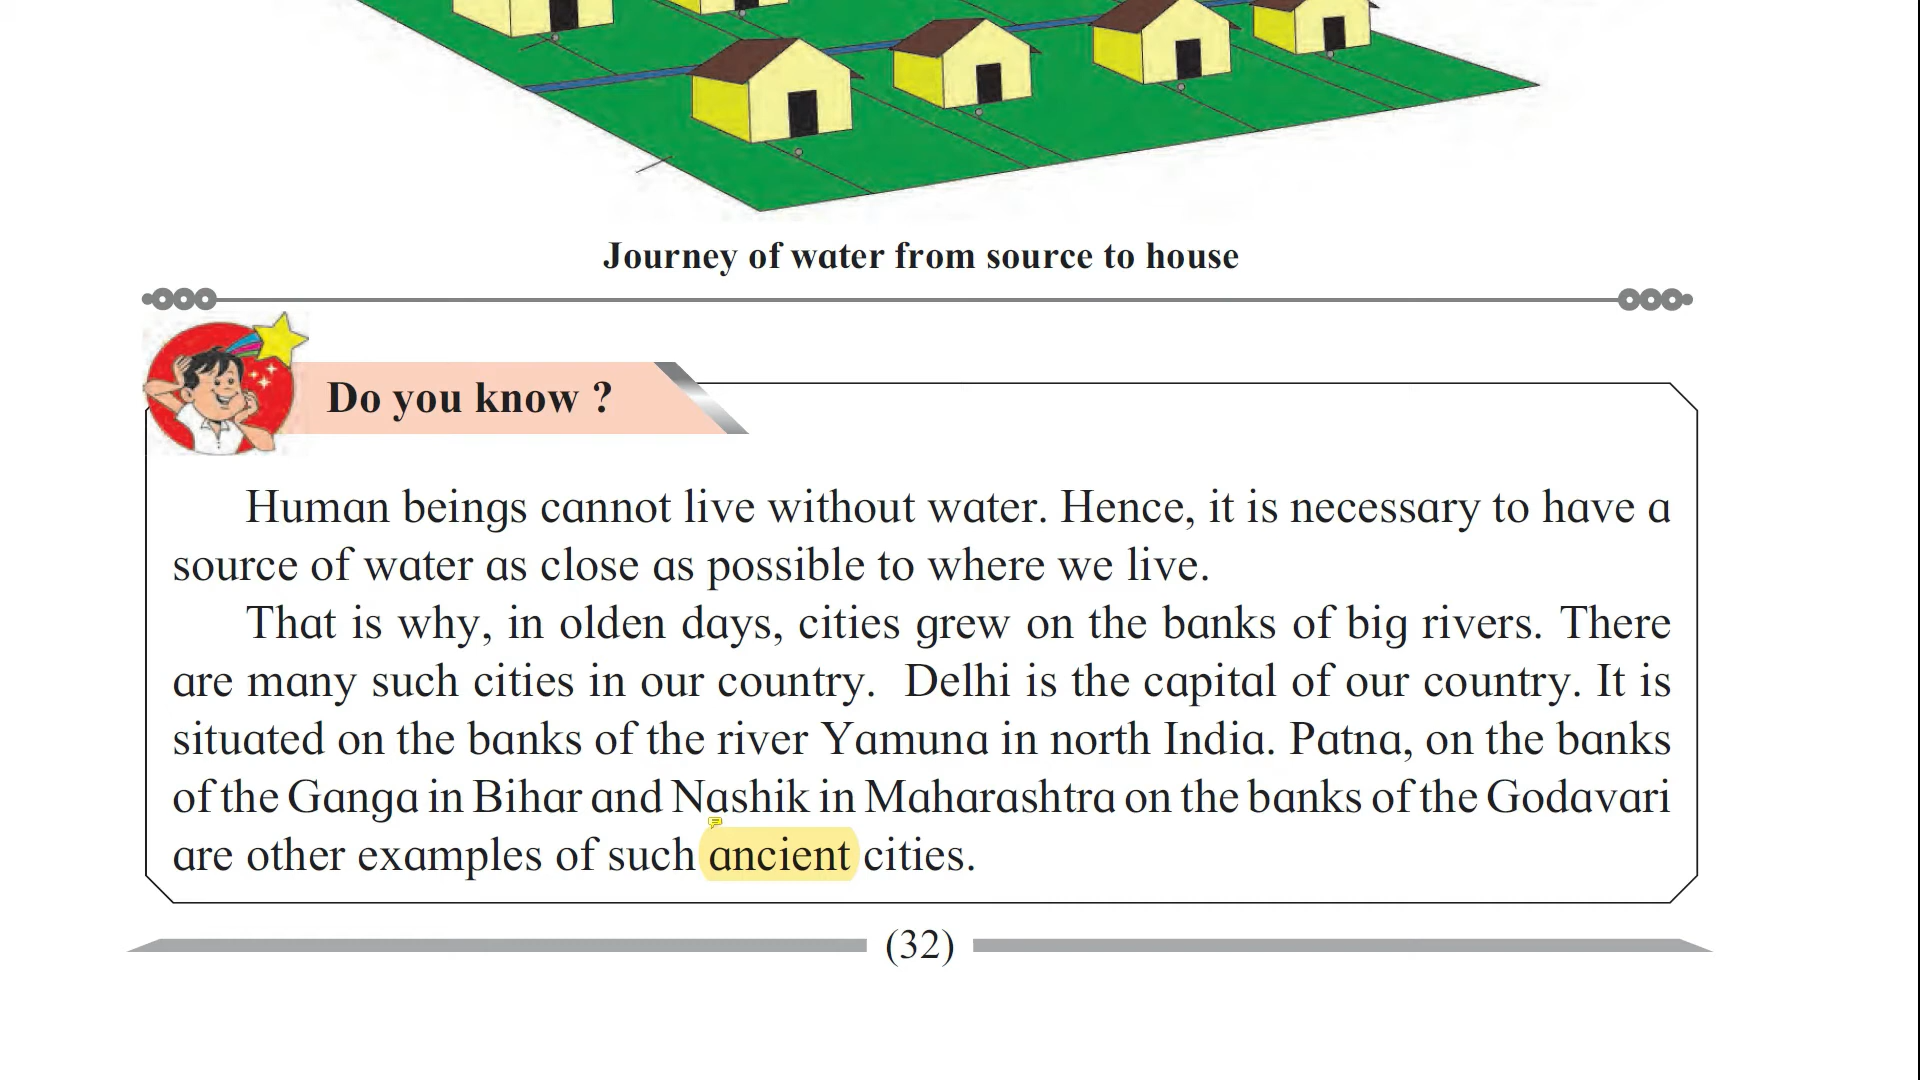 Journey of water from source to house
Do you know ?
Human beings cannot live without water. Hence, it is necessary to have a
source of water as close as possible to where we live.
That is why, in olden days, cities grew on the banks of big rivers. There
are many such cities in our country. Delhi is the capital of our country. It is
situated on the banks of the river Yamuna in north India. Patna, on the banks
of the Ganga in Bihar and Nashik in Maharashtra on the banks of the Godavari
are other examples of such ancient cities.
(32)